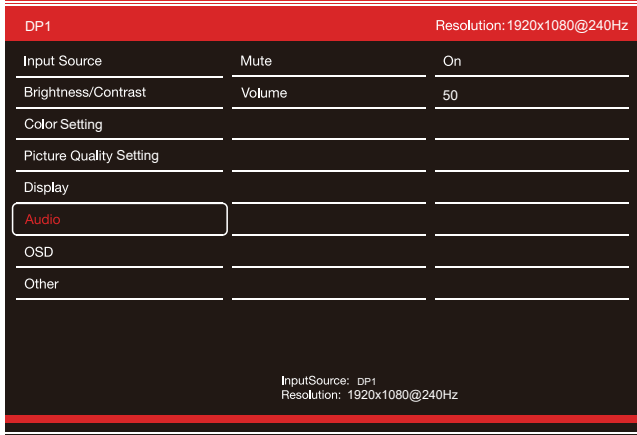 DP1 Resolution:1920x1080@240Hz
Input Source Mute On
Brightness/Contrast Volume 50
Color Setting
Picture Quality Setting
Display
Audio
OSD
Other
InputSource: DP1
Resolution: 1920x1080@240Hz